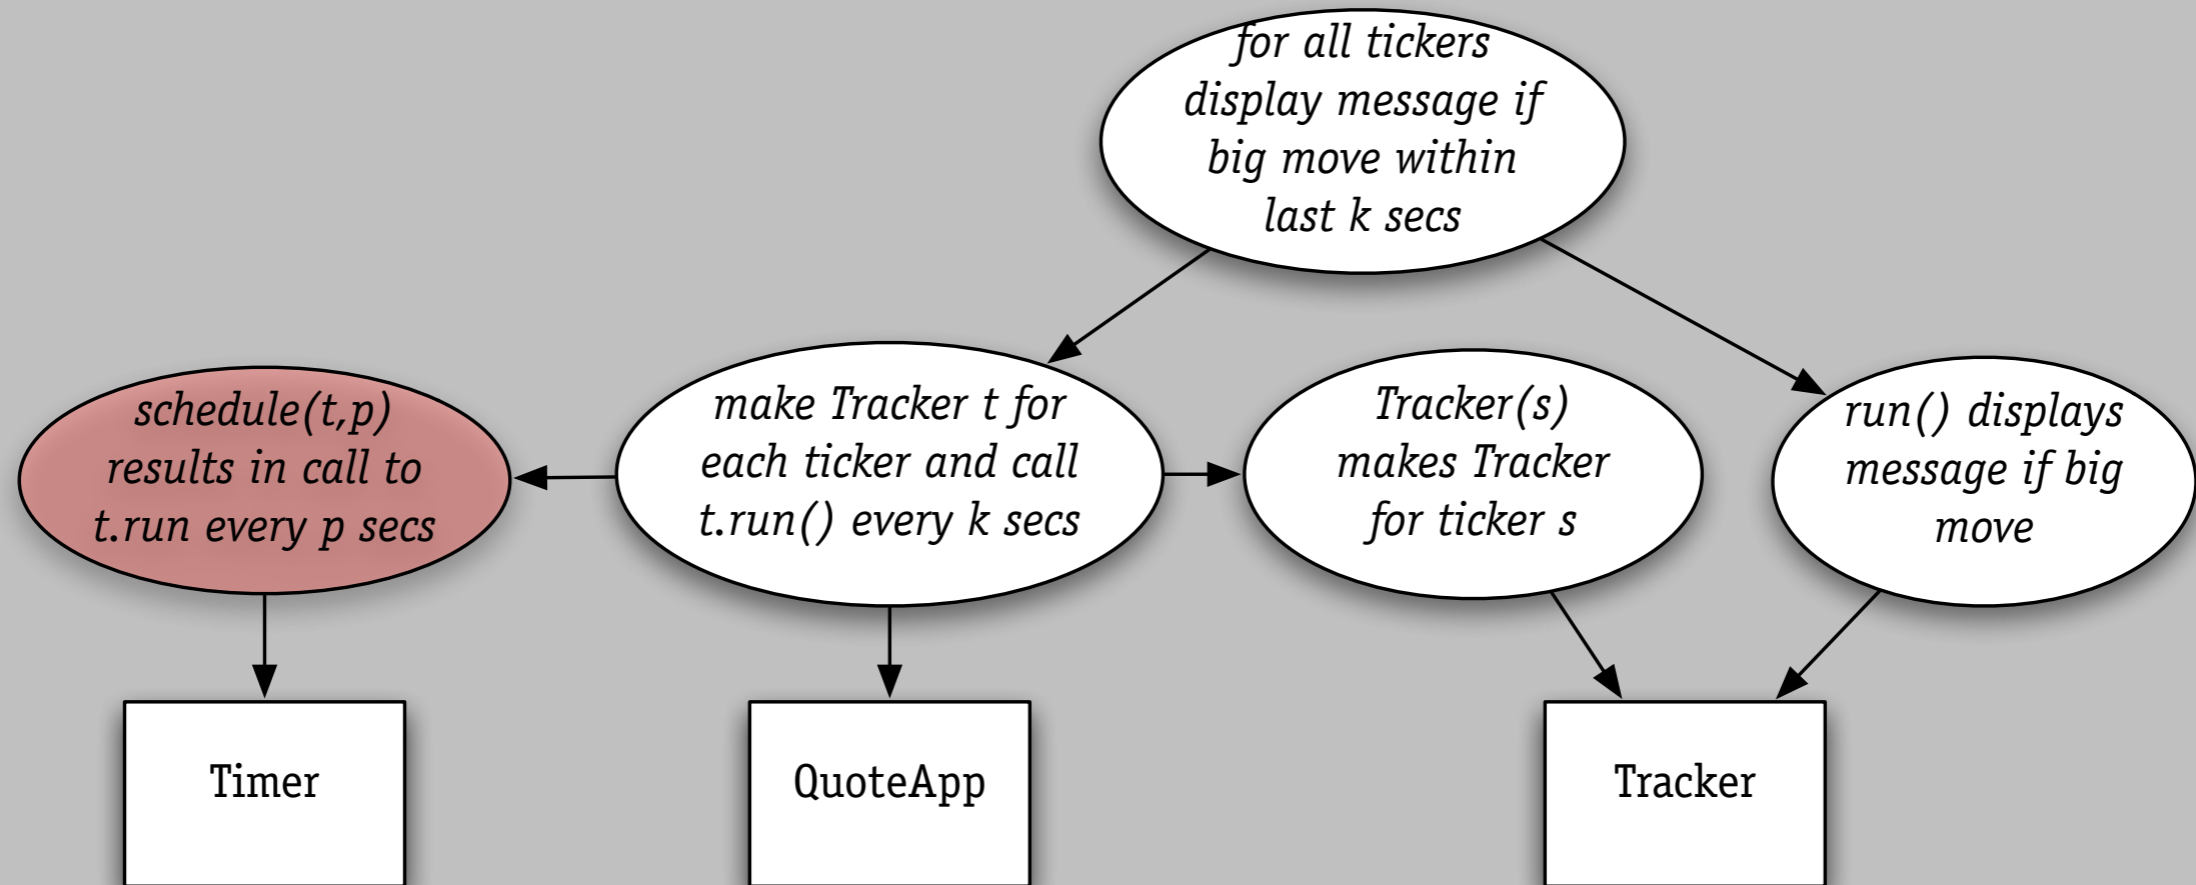 for all tickers
display message if
big move within
last k secs
schedule(t,p)
results in call to
t.run every p secs
make Tracker t for
each ticker and call
t.run() every k secs
Tracker(s)
makes Tracker
for ticker s
run() displays
message if big
move
Timer
QuoteApp
Tracker